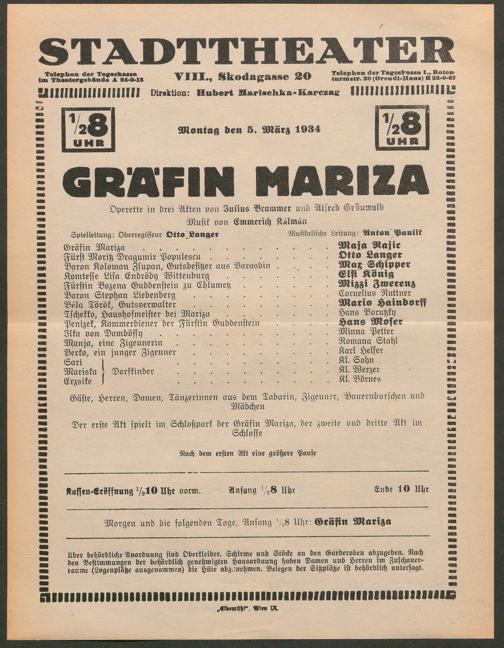 STADTTHEATER
Telephon der Tageskassa
im Theatergebäude A 24-0-18
VIII., Skodagasse 20
Telephon der Tageskassa I., Roten-
turmstr. 20 (Orendi-Haus)
Direktion: Hubert Marischka-Karczag
1/2 8
UHR
Montag den 5. März 1934
1/2 8
UHR
GRÄFIN MARIZA
Operette in drei Akten von Julius Brammer und Alfred Grünwald
Musik von Emmerich Kálmán
Spielleitung: Oberregisseur Otto Langer
Musikalische Leitung: Anton Paulik
Gräfin Mariza . . . Maja Rajic
Fürst Moritz Dragumir Populescu . . . Otto Langer
Baron Koloman Zsupan, Gutsbesitzer aus Varasdin . . . Max Schipper
Komtesse Lisa Endrödy Wittenburg . . . Elfi König
Fürstin Bozena Guddenstein zu Chlumetz . . . Mizzi Zwerenz
Baron Stephan Liebenberg . . . Cornelius Kuttner
Béla Török, Gutsverwalter . . . Mario Haindorff
Tschekko, Haushofmeister bei Mariza . . . Hans Borutzky
Penizek, Kammerdiener der Fürstin Guddenstein . . . Hans Moser
Ilka von Dambössy . . . Minna Petter
Manja, eine Zigeunerin . . . Romana Stahl
Berko, ein junger Zigeuner . . . Karl Helfer
Sari . . . Kl. Sohn
Mariska } Dorfkinder . . . Kl. Werzer
Erzsike . . . Kl. Börnes
Gäste, Herren, Damen, Tänzerinnen aus dem Tabarin, Zigeuner, Bauernburschen und
Mädchen
Der erste Akt spielt im Schloßpark der Gräfin Mariza, der zweite und dritte Akt im
Schlosse
Nach dem ersten Akt eine größere Pause
Kassen-Eröffnung 1/2 10 Uhr vorm. Anfang 1/2 8 Uhr Ende 10 Uhr
Morgen und die folgenden Tage, Anfang 1/2 8 Uhr: Gräfin Mariza
Über behördliche Anordnung sind Oberkleider, Schirme und Stöcke an den Garderoben abzugeben. Nach
den Bestimmungen der behördlich genehmigten Hausordnung haben Damen und Herren im Zuschauer-
raume (Logenplätze ausgenommen) die Hüte abzunehmen. Belegen der Sitzplätze ist behördlich untersagt.
„Elbemühl", Wien IX.